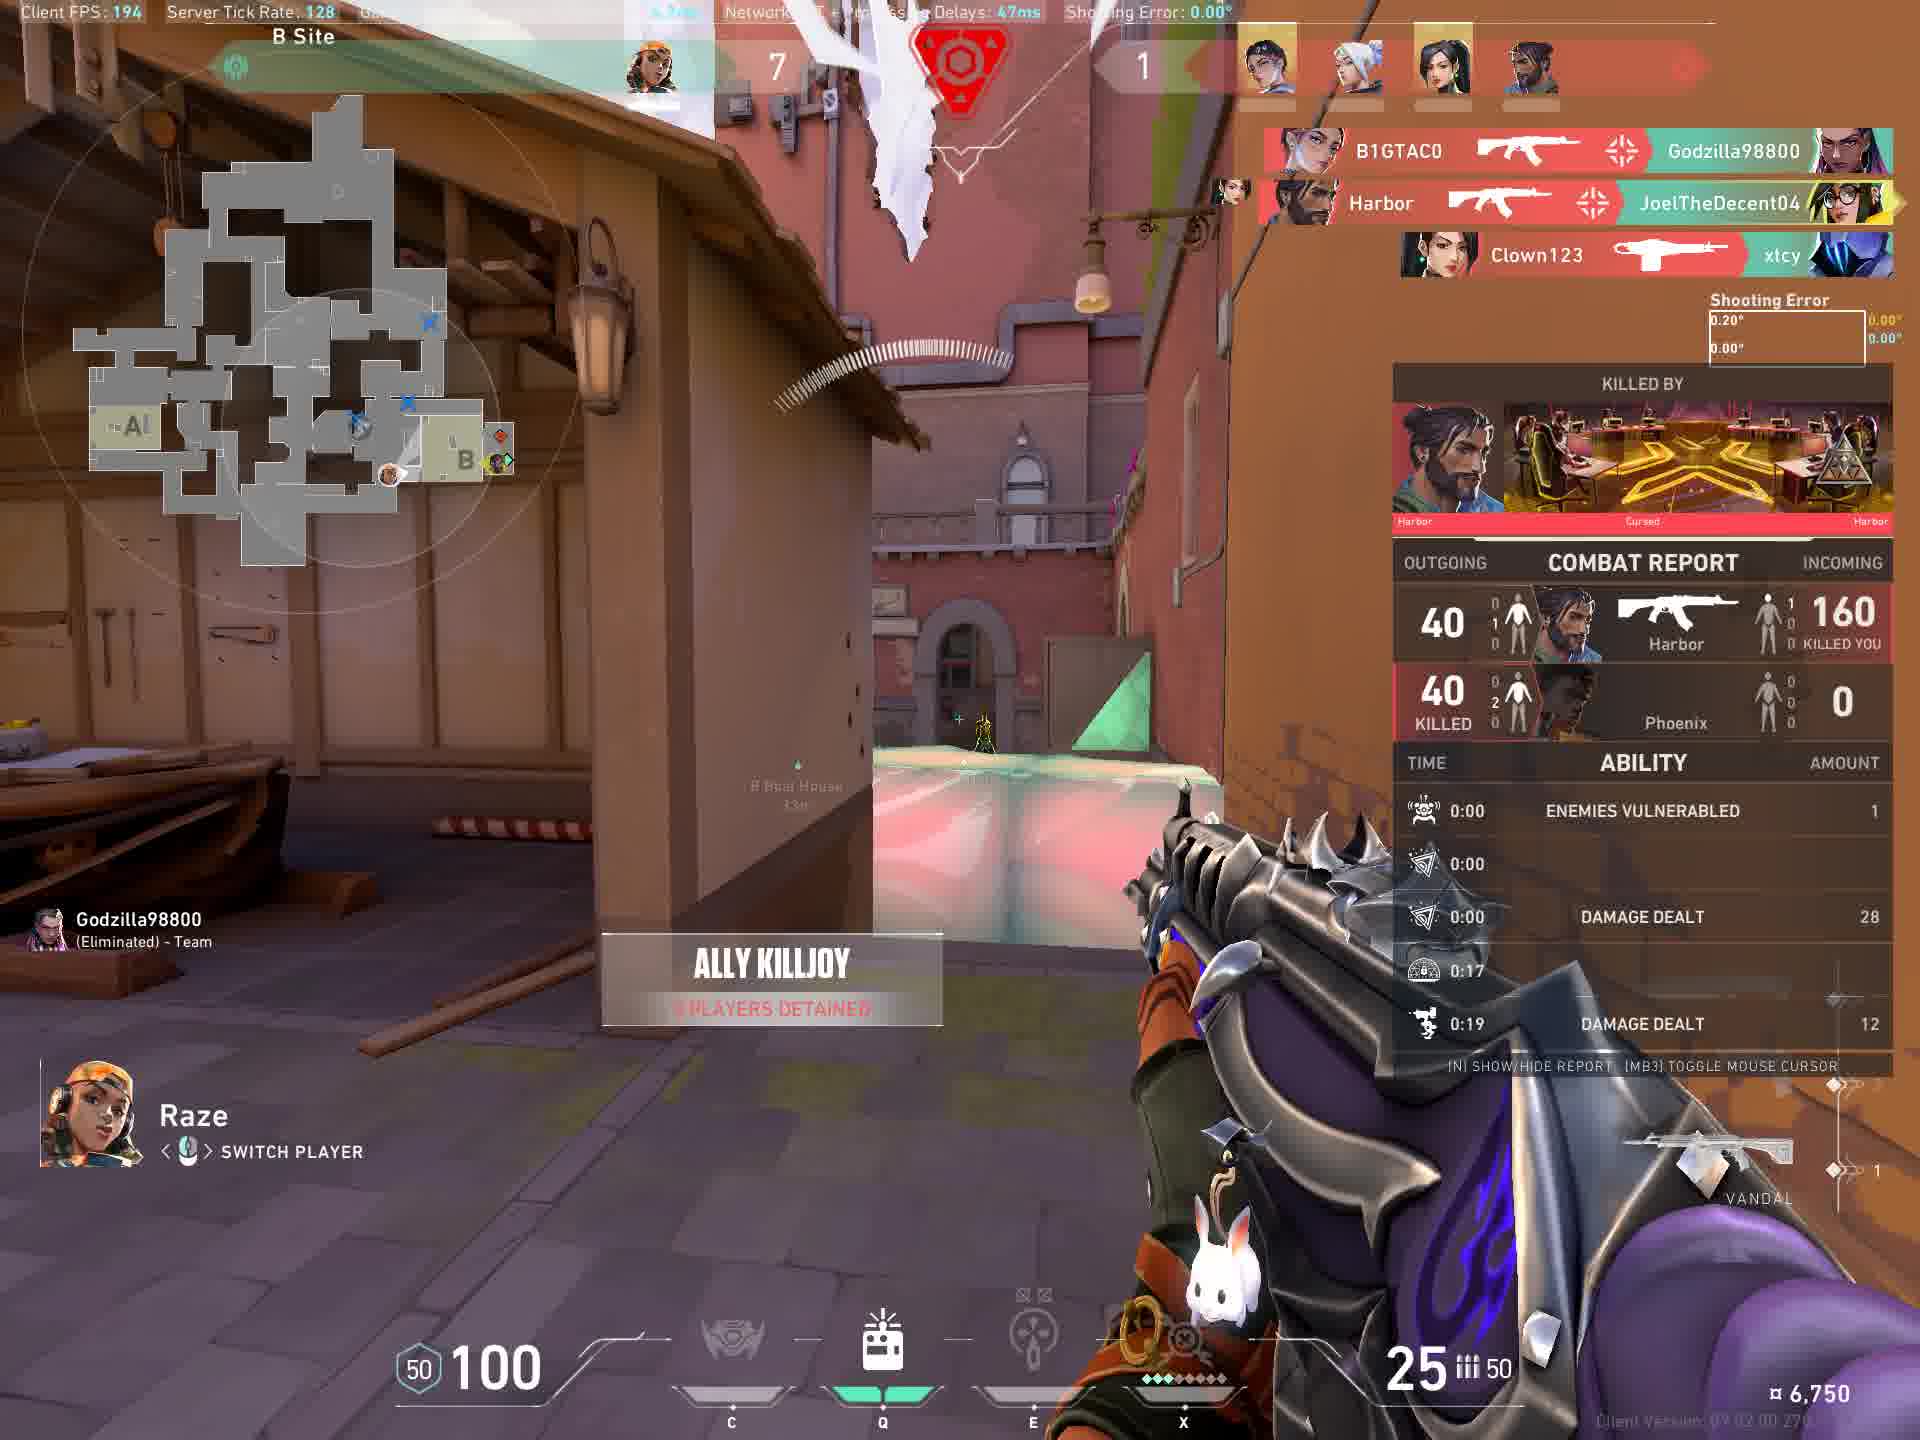 Client FPS: 194
Server Tick Rate: 128
Delays: 47ms
Shooting Error: 0.00°
B Site
7
1
B1GTAC0
Godzilla98800
Harbor
JoelTheDecent04
Clown123
xtcy
Shooting Error
0.20°
0.00°
0.00°
0.00°
A
B
KILLED BY
Harbor
Cursed
Harbor
OUTGOING
COMBAT REPORT
INCOMING
40
0
1
0
Harbor
1
0
0
160
KILLED YOU
40
KILLED
0
2
0
Phoenix
0
0
0
0
TIME
ABILITY
AMOUNT
0:00
ENEMIES VULNERABLED
1
0:00
0:00
DAMAGE DEALT
28
0:17
0:19
DAMAGE DEALT
12
[N] SHOW/HIDE REPORT
[MB3] TOGGLE MOUSE CURSOR
B Boat House
Godzilla98800
(Eliminated) - Team
ALLY KILLJOY
PLAYERS DETAINED
Raze
< > SWITCH PLAYER
1
VANDAL
50
100
C
Q
E
X
25
50
¤ 6,750
Client Version: